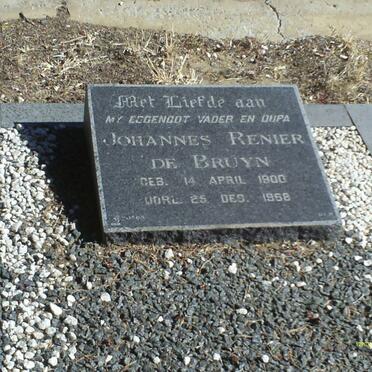 Met Liefde aan
MY EGGENOOT VADER EN OUPA
JOHANNES RENIER
DE BRUYN
GEB. 14 APRIL 1900
OORL. 25 DES. 1968